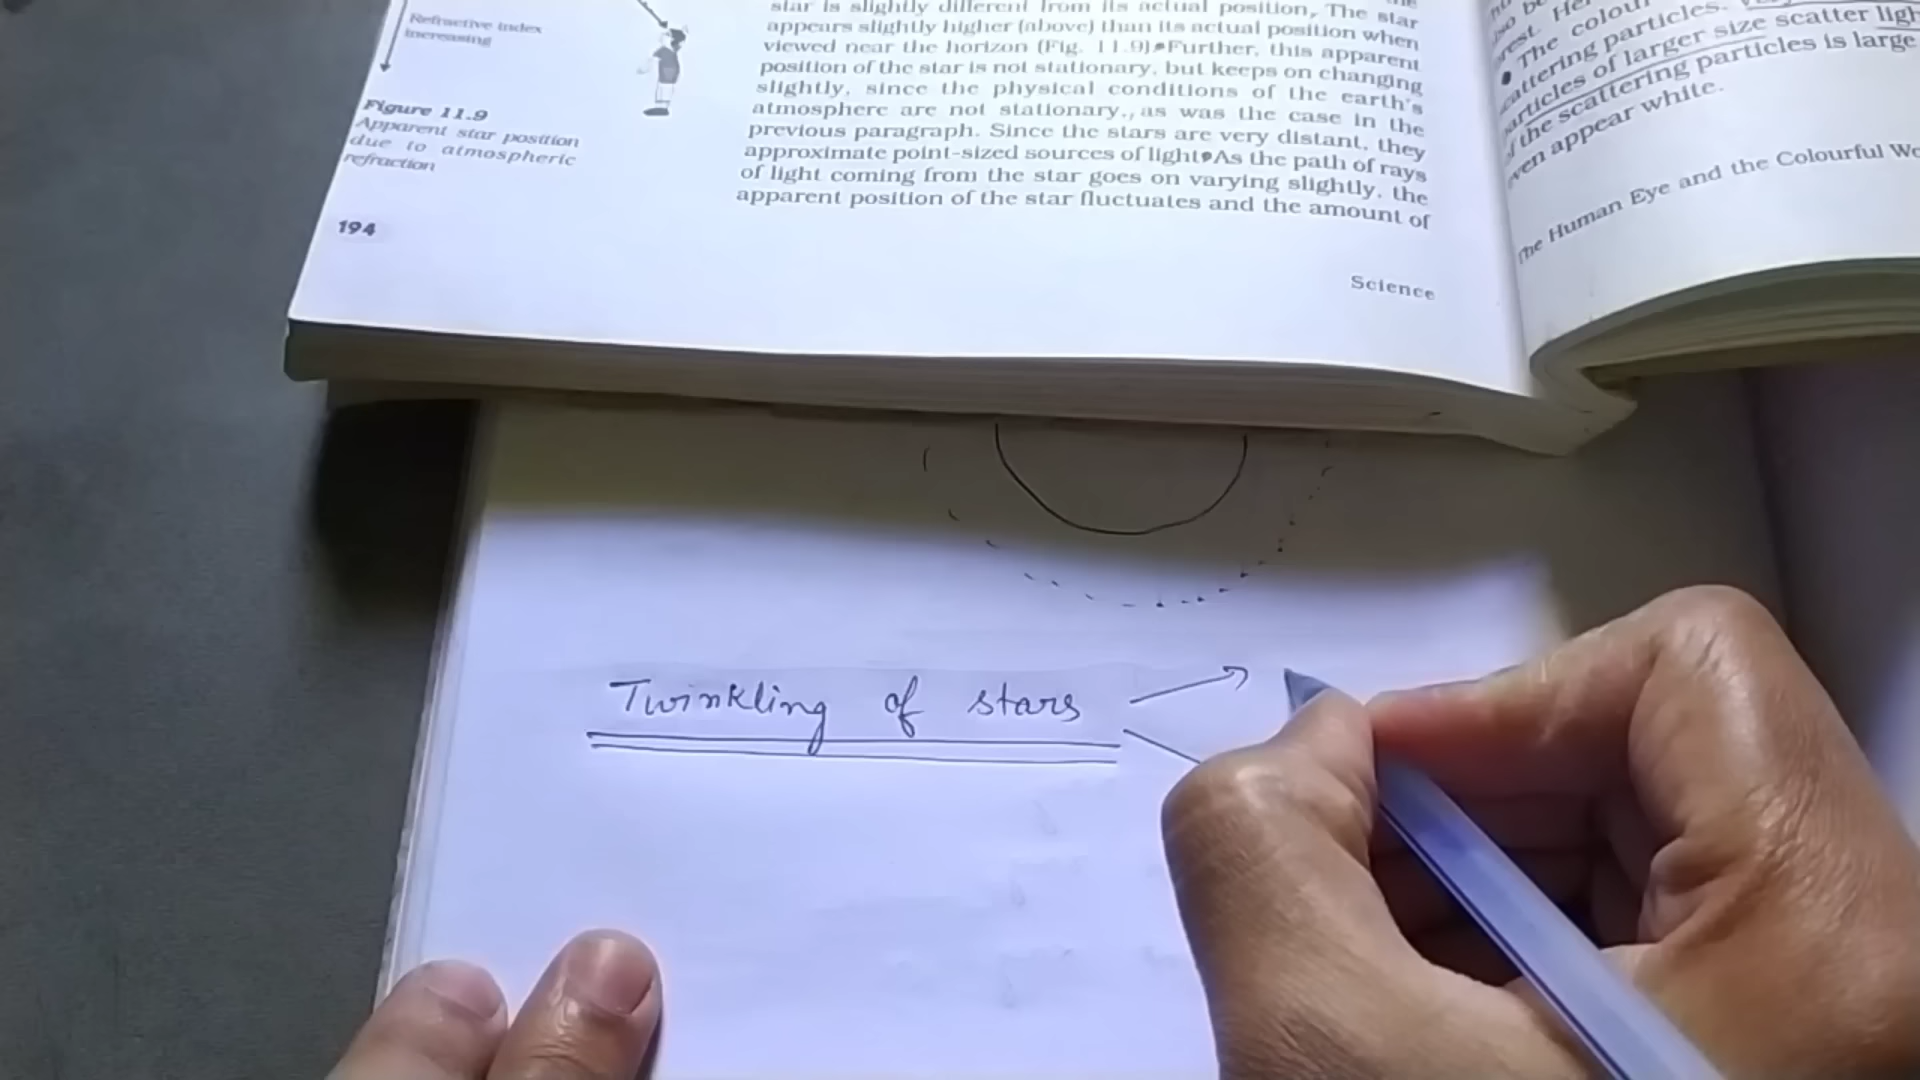 Refractive index
increasing
Figure 11.9
Apparent star position
due to atmospheric
refraction
194
star is slightly different from its actual position. The star
appears slightly higher (above) than its actual position when
viewed near the horizon (Fig. 11.9). Further, this apparent
position of the star is not stationary, but keeps on changing
slightly, since the physical conditions of the earth's
atmosphere are not stationary, as was the case in the
previous paragraph. Since the stars are very distant, they
approximate point-sized sources of light. As the path of rays
of light coming from the star goes on varying slightly, the
apparent position of the star fluctuates and the amount of
Science
The colour
scattering particles.
particles of larger size scatter
of the scattering particles is large
even appear white.
The Human Eye and the Colourful
Twinkling of stars